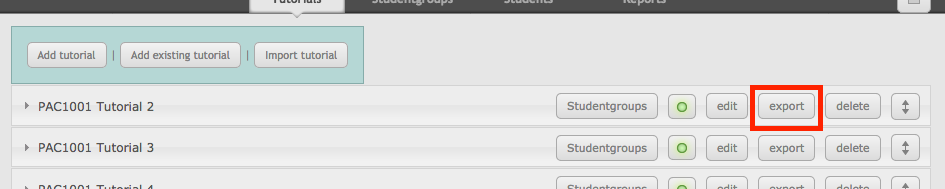 Tutorials Studentgroups Students Reports
Add tutorial | Add existing tutorial | Import tutorial
PAC1001 Tutorial 2 Studentgroups edit export delete
PAC1001 Tutorial 3 Studentgroups edit export delete
PAC1001 Tutorial 4 Studentgroups edit export delete